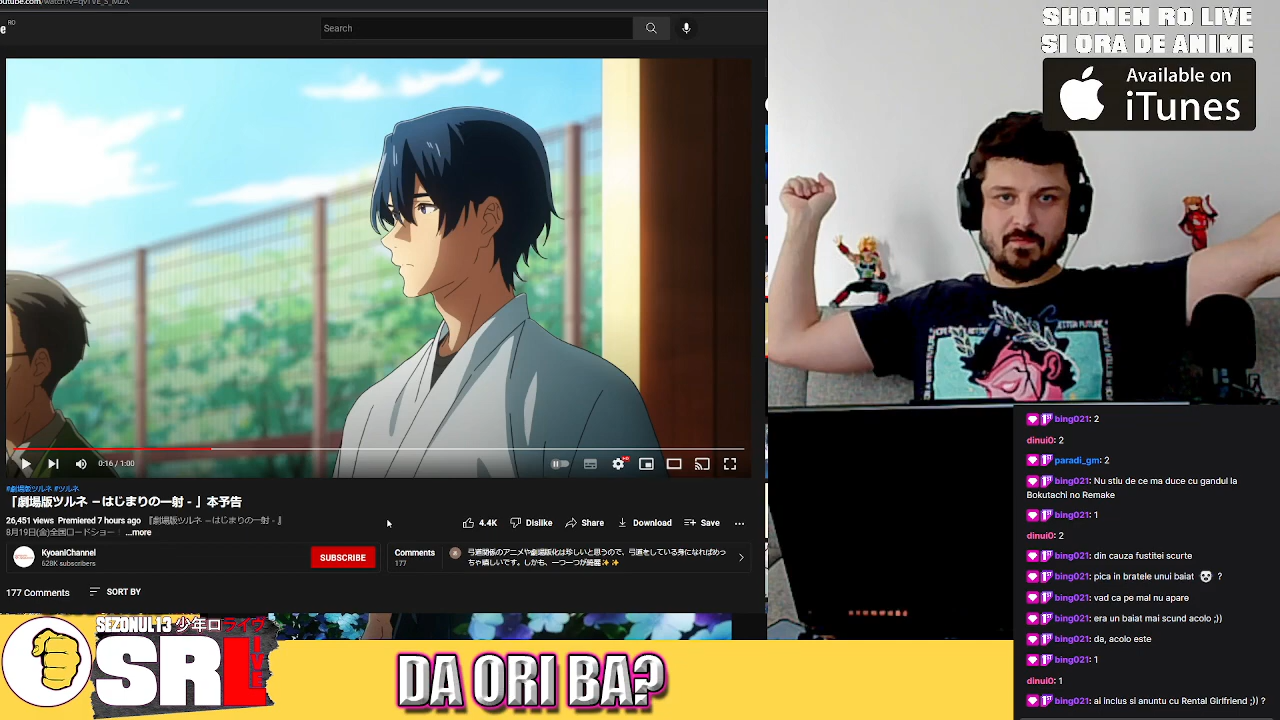 outube.com/watch?v=qVTVE_S_MZA
RO
e
Search
SHONEN RO LIVE
SI ORA DE ANIME
Available on
iTunes
0:16 / 1:00
#劇場版ツルネ #ツルネ
「劇場版ツルネ －はじまりの一射－」本予告
26,451 views Premiered 7 hours ago 『劇場版ツルネ －はじまりの一射－』
8月19日(金)全国ロードショー！ ...more
4.4K
Dislike
Share
Download
Save
KyoaniChannel
628K subscribers
SUBSCRIBE
Comments
177
弓道関係のアニメや劇場版化は珍しいと思うので、弓道をしている身になればめっ
ちゃ嬉しいです。しかも、一つ一つが綺麗✨✨
177 Comments
SORT BY
bing021: 2
dinui0: 2
paradi_gm: 2
bing021: Nu stiu de ce ma duce cu gandul la
Bokutachi no Remake
bing021: 1
dinui0: 2
bing021: din cauza fustitei scurte
bing021: pica in bratele unui baiat ?
bing021: vad ca pe mal nu apare
bing021: era un baiat mai scund acolo ;))
bing021: da, acolo este
bing021: 1
dinui0: 1
bing021: ai inclus si anuntu cu Rental Girlfriend ;)) ?
SEZONUL 13 少年ロライヴ
SRL
LIVE
DA ORI BA?